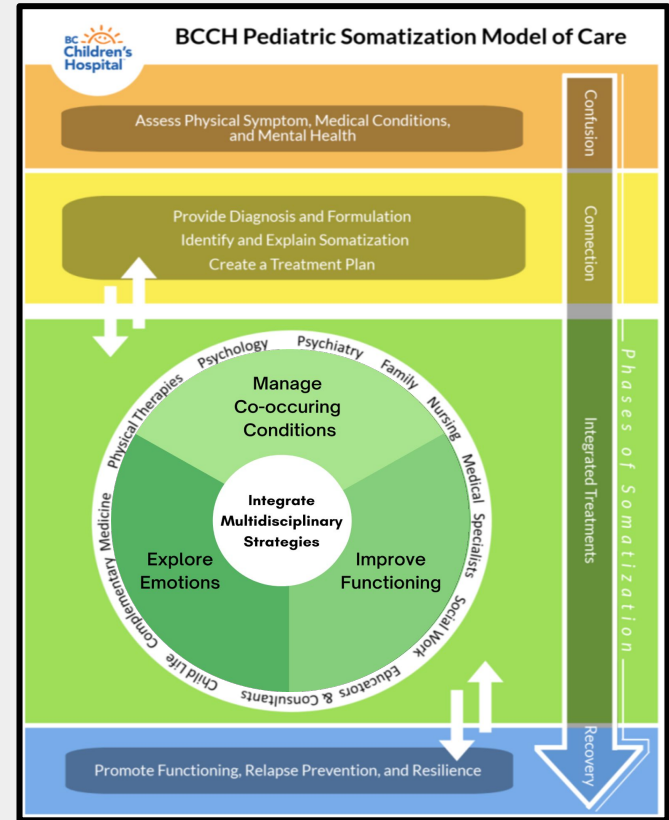 BC
Children's
Hospital
BCCH Pediatric Somatization Model of Care
Assess Physical Symptom, Medical Conditions,
and Mental Health
Confusion
Provide Diagnosis and Formulation
Identify and Explain Somatization
Create a Treatment Plan
Connection
Phases of Somatization
Integrated Treatments
Physical Therapies
Psychology
Psychiatry
Family
Nursing
Medical Specialists
Social Work
Educators & Consultants
Child Life
Complementary Medicine
Manage
Co-occuring
Conditions
Integrate
Multidisciplinary
Strategies
Explore
Emotions
Improve
Functioning
Promote Functioning, Relapse Prevention, and Resilience
Recovery